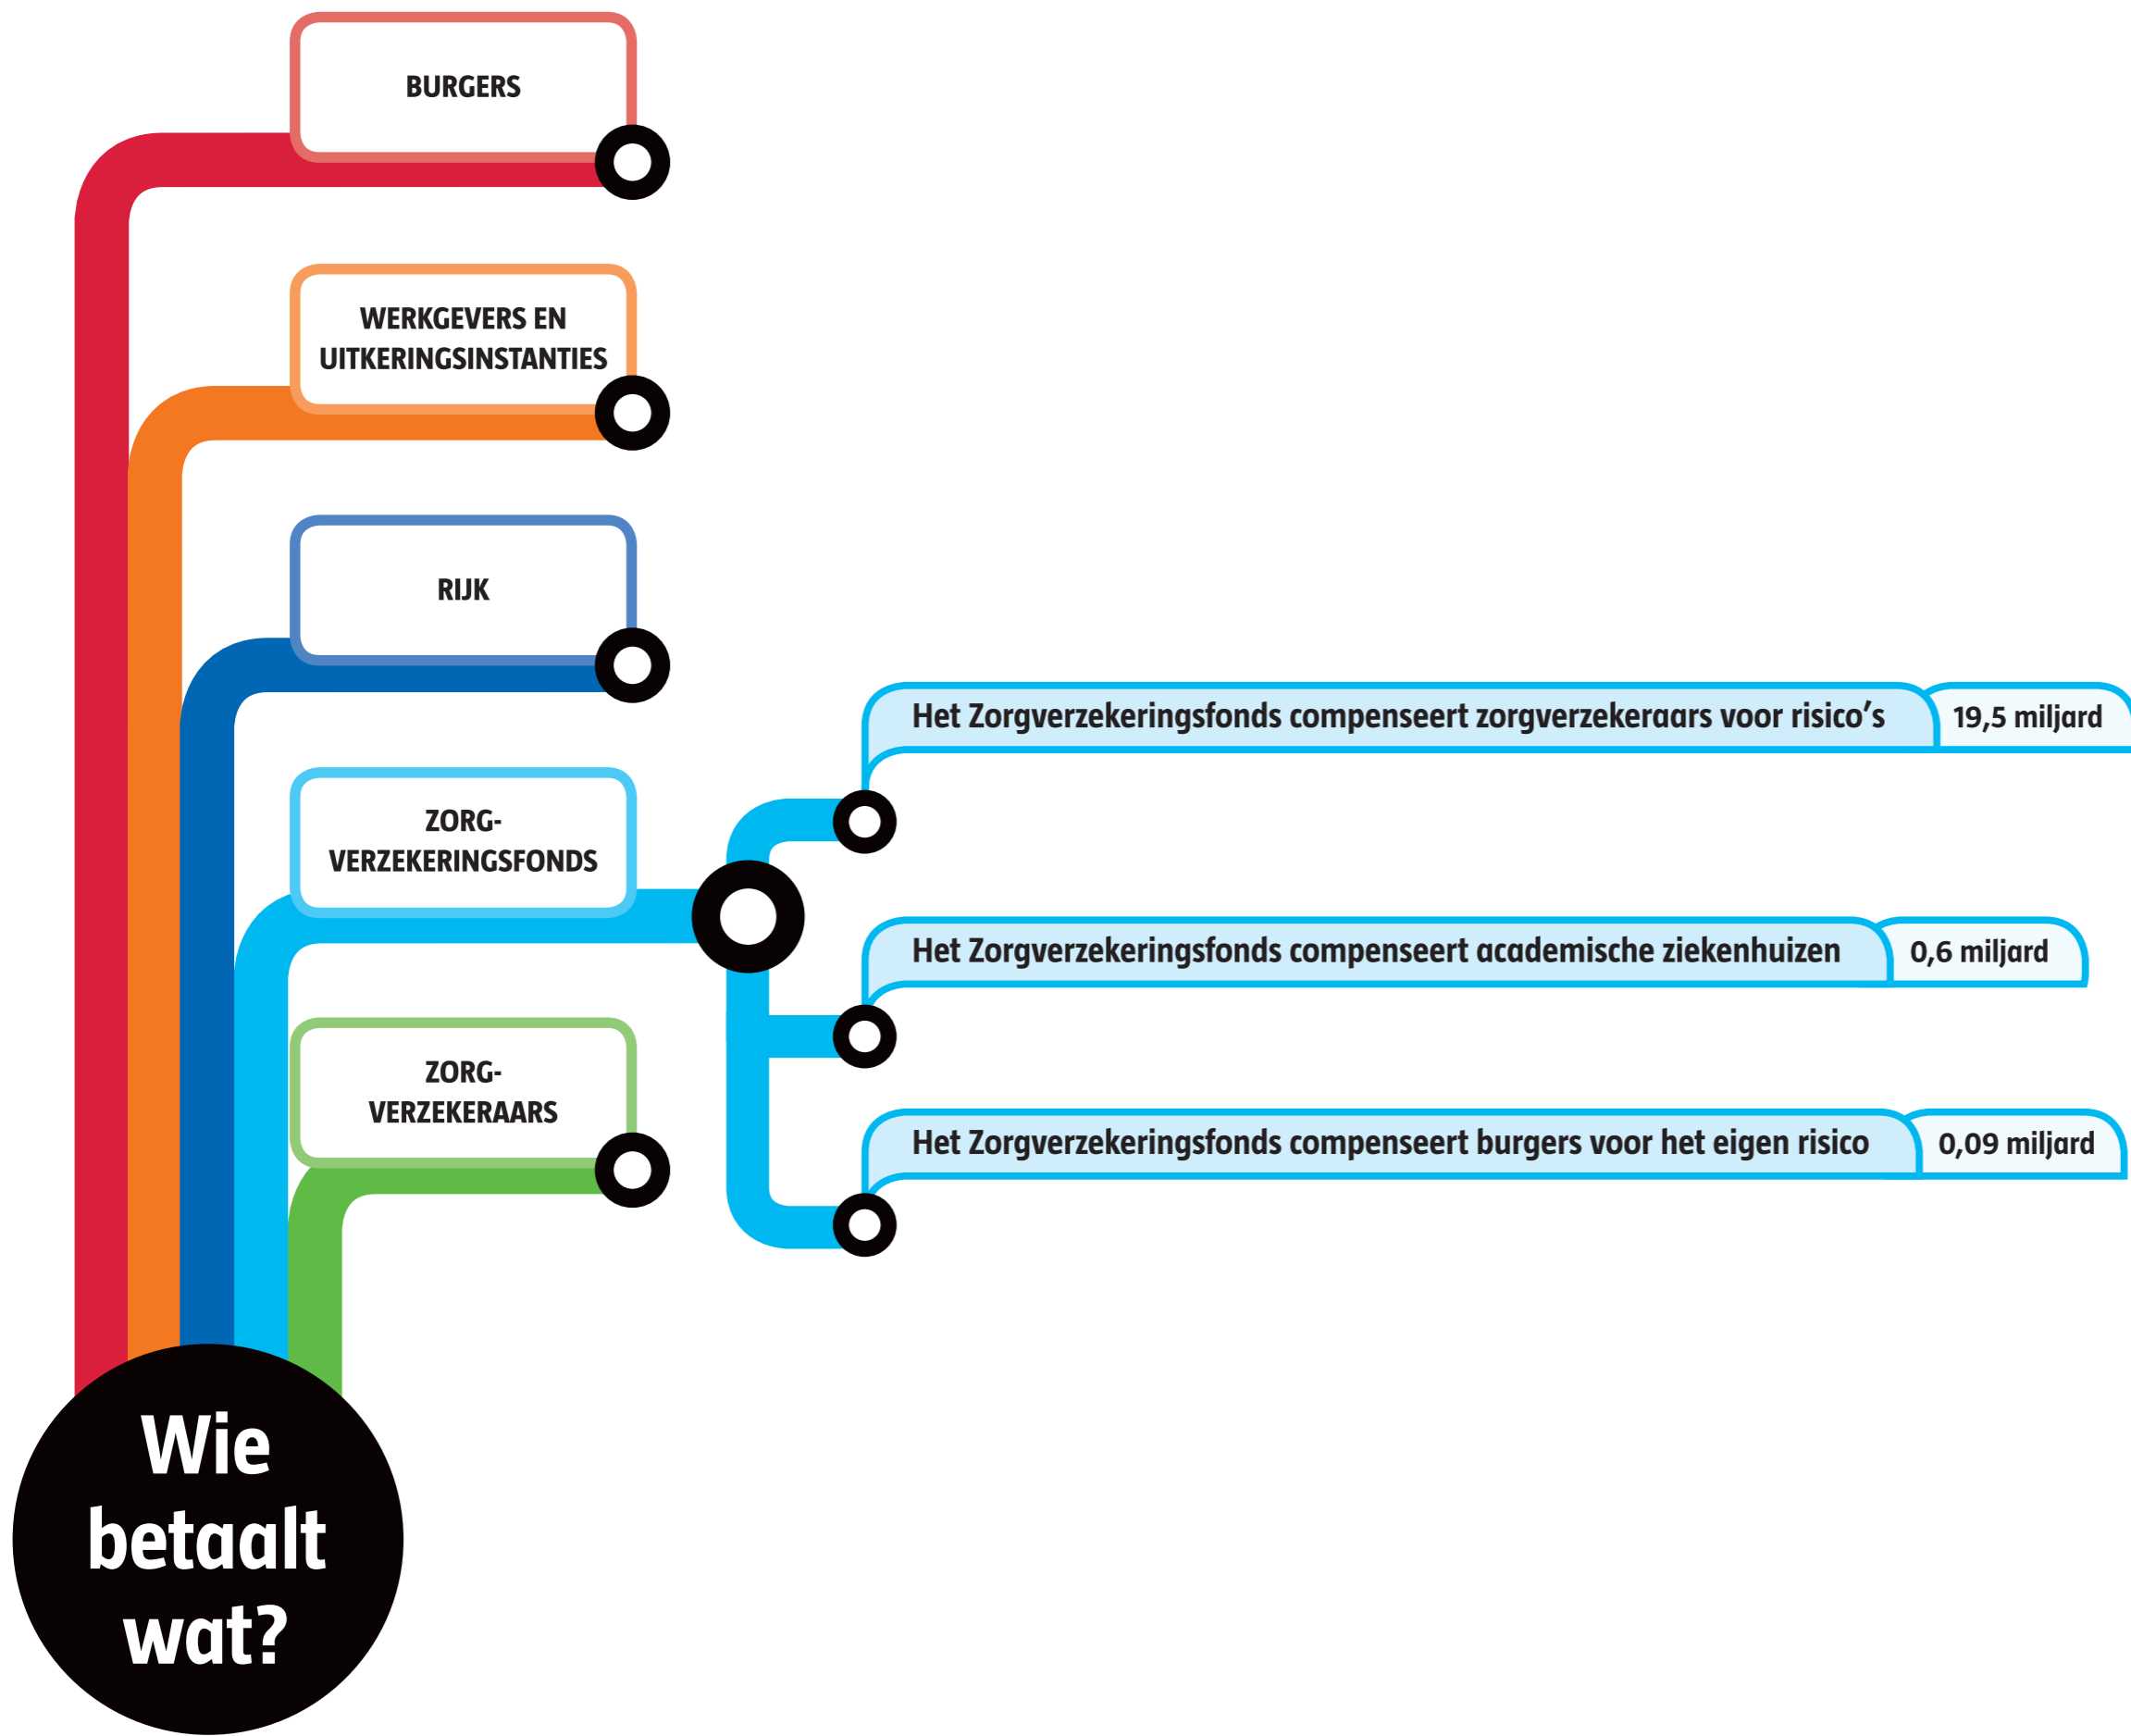 BURGERS
WERKGEVERS EN
UITKERINGSINSTANTIES
RIJK
ZORG-
VERZEKERINGSFONDS
Het Zorgverzekeringsfonds compenseert zorgverzekeraars voor risico’s 19,5 miljard
Het Zorgverzekeringsfonds compenseert academische ziekenhuizen 0,6 miljard
Het Zorgverzekeringsfonds compenseert burgers voor het eigen risico 0,09 miljard
ZORG-
VERZEKERAARS
Wie
betaalt
wat?